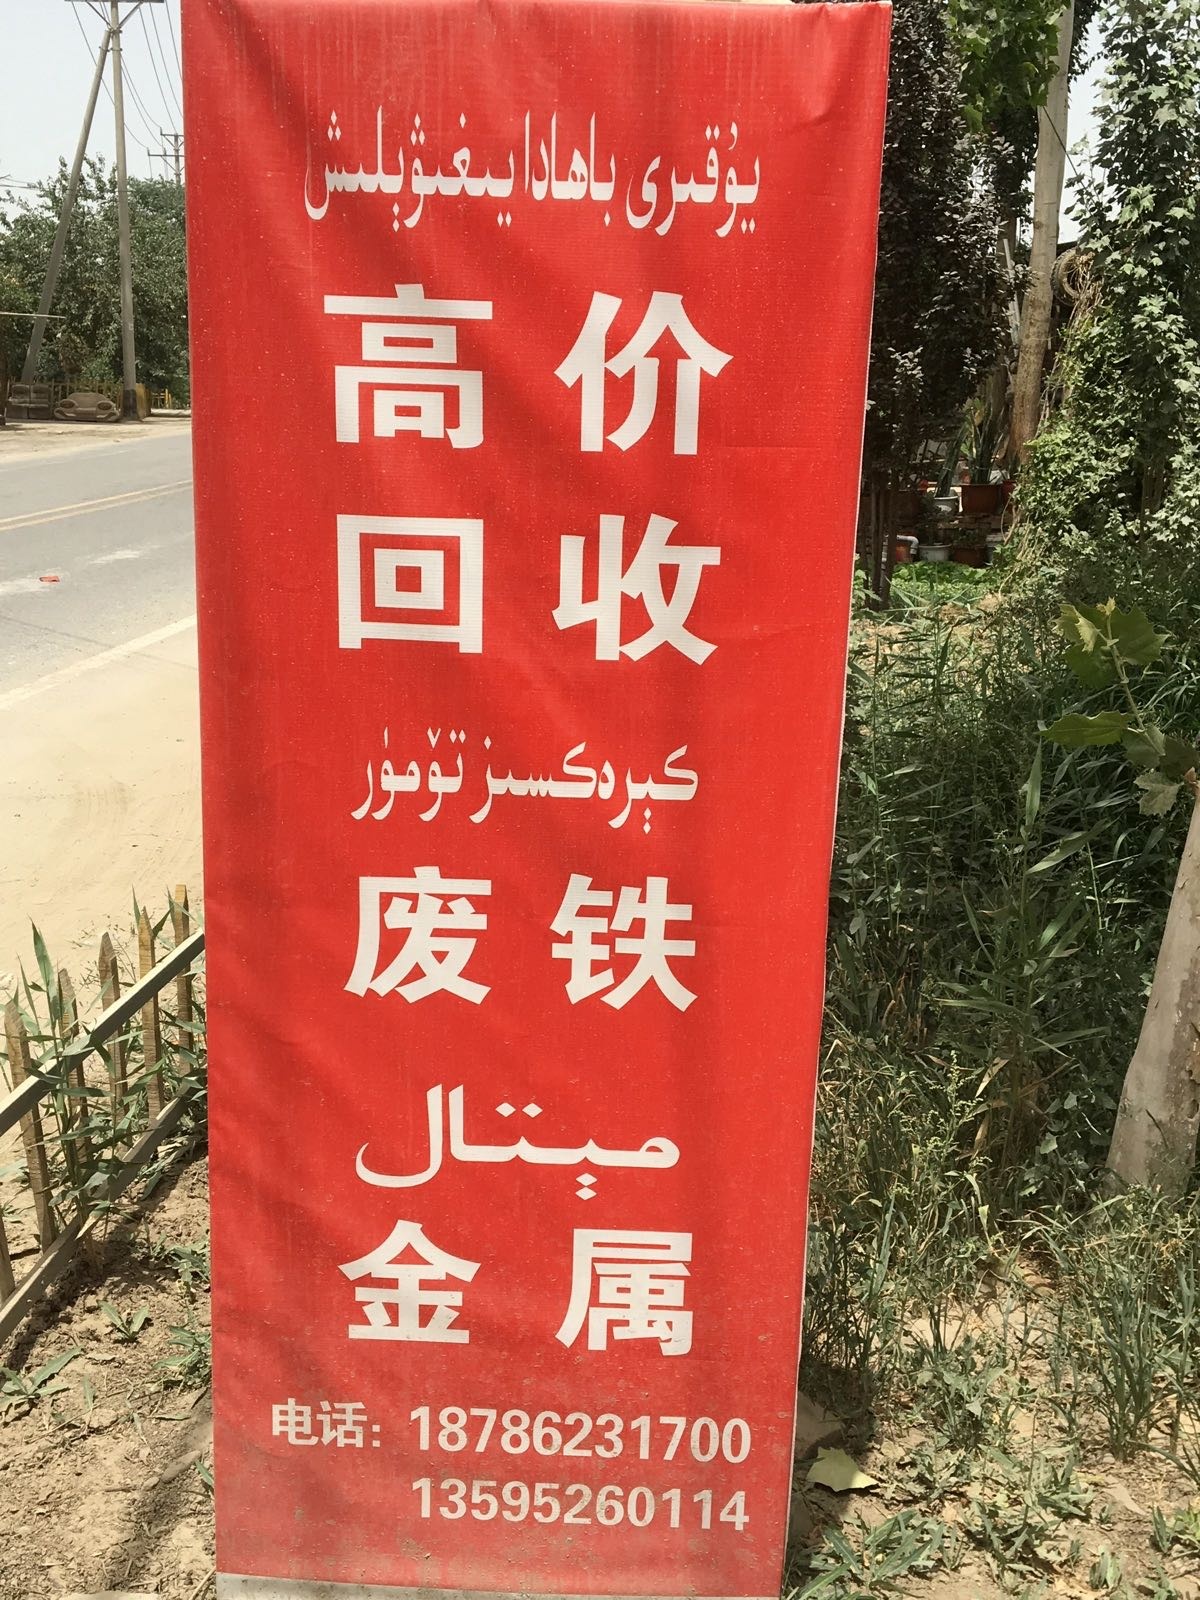 يۇقىرى باھادا يىغىۋېلىش
高价
回收
كېرەكسىز تۆمۈر
废铁
مېتال
金属
电话: 18786231700
13595260114